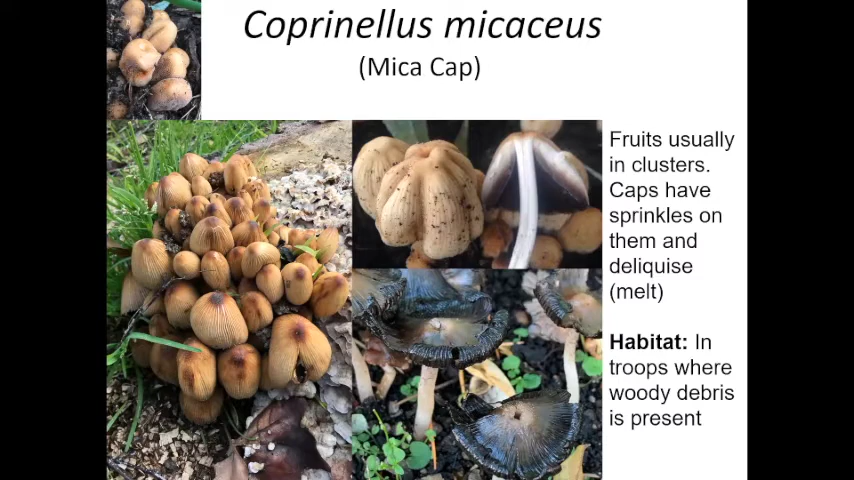 Coprinellus micaceus
(Mica Cap)
Fruits usually
in clusters.
Caps have
sprinkles on
them and
deliquise
(melt)
Habitat: In
troops where
woody debris
is present